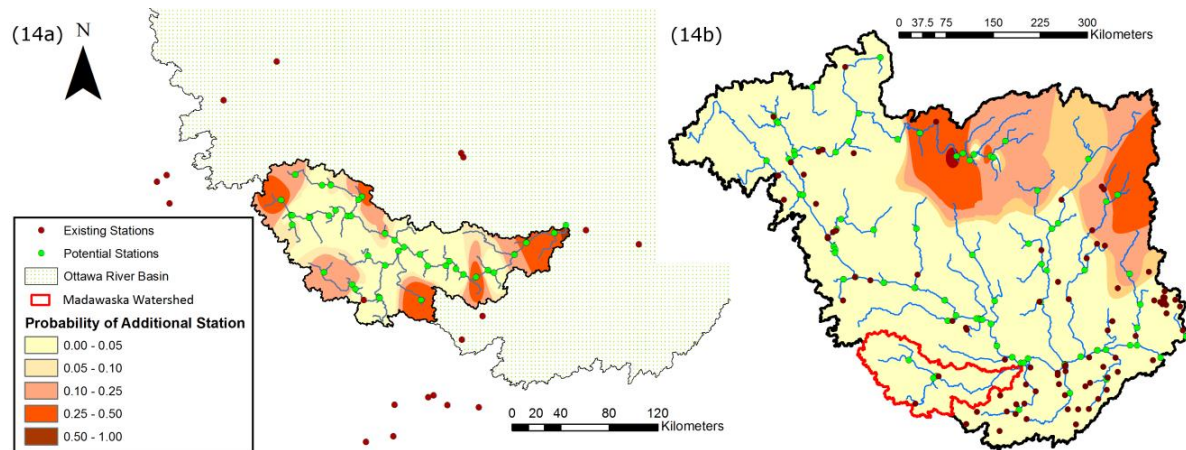 (14a)
N
Existing Stations
Potential Stations
Ottawa River Basin
Madawaska Watershed
Probability of Additional Station
0.00 - 0.05
0.05 - 0.10
0.10 - 0.25
0.25 - 0.50
0.50 - 1.00
0 20 40 80 120
Kilometers
(14b)
0 37.5 75 150 225 300
Kilometers